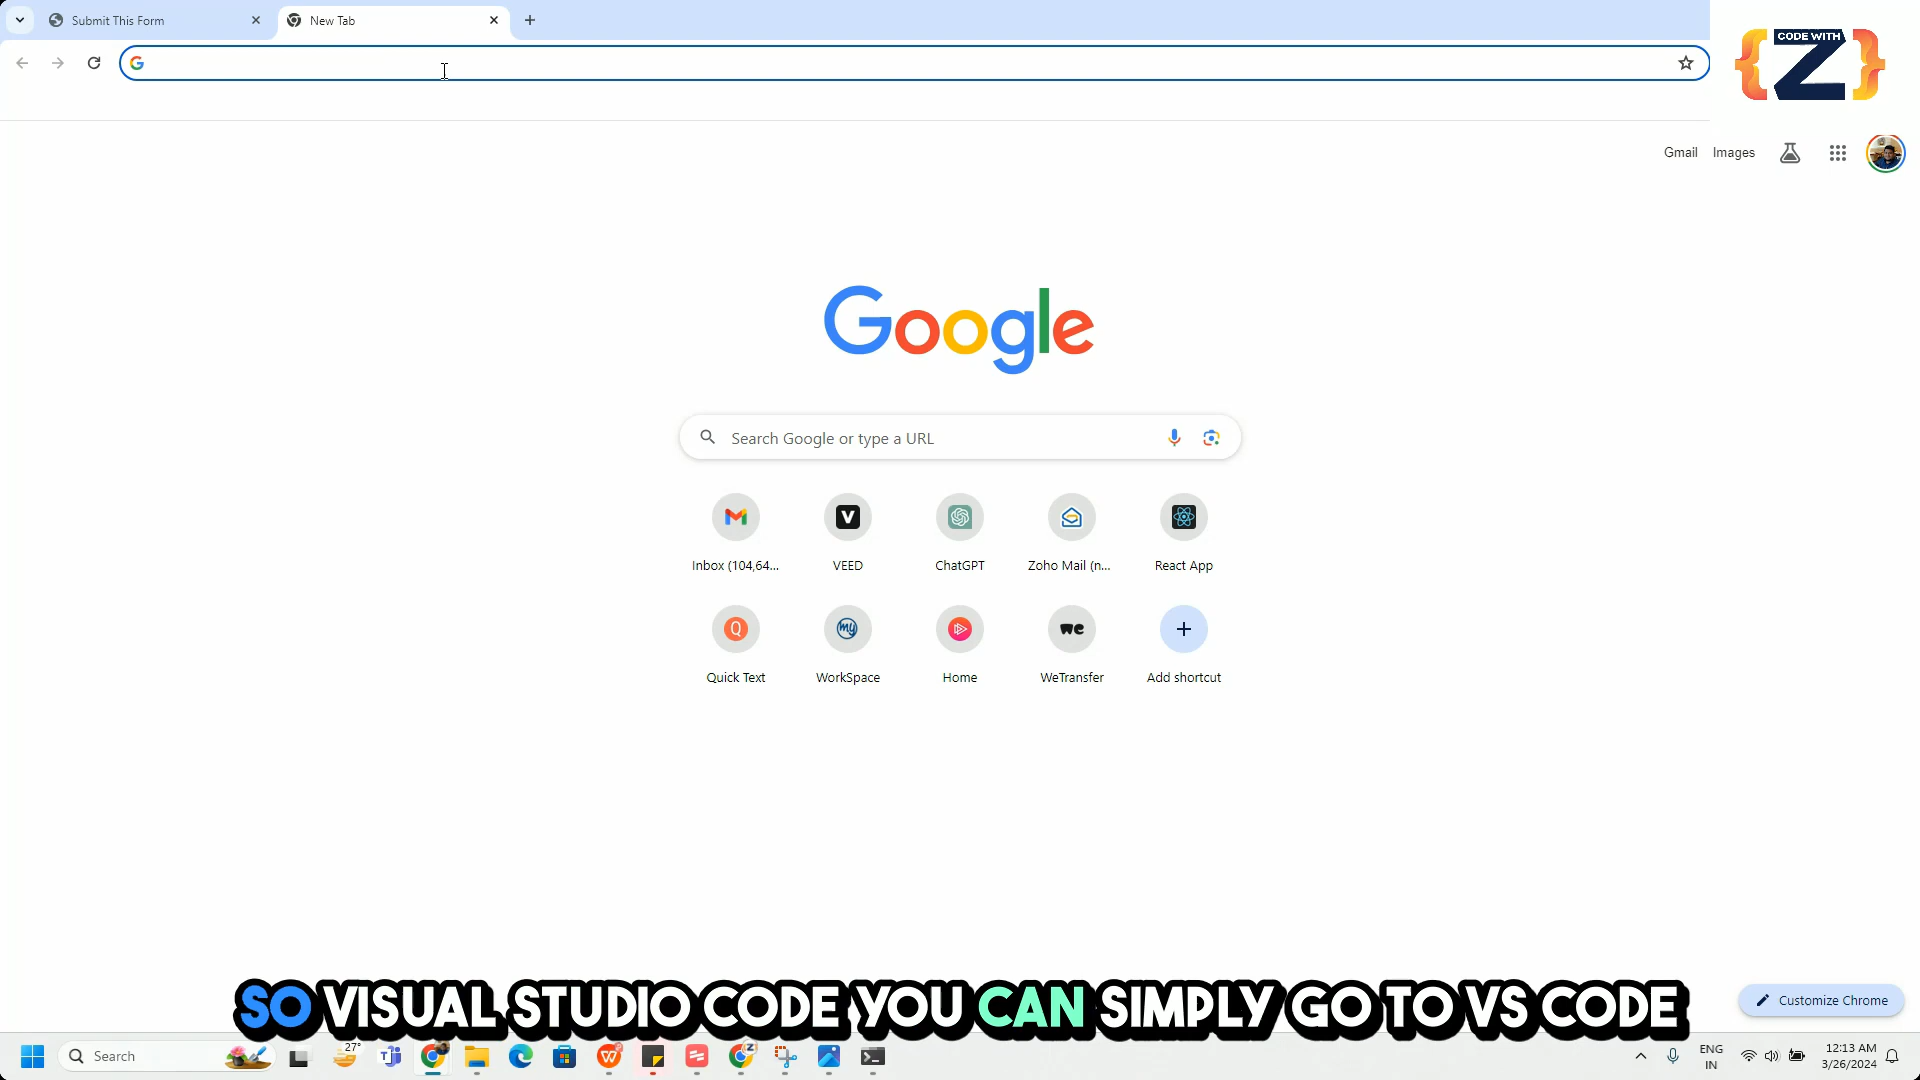 Submit This Form
New Tab
CODE WITH
Z
Gmail
Images
Google
Search Google or type a URL
Inbox (104,64...
VEED
ChatGPT
Zoho Mail (n...
React App
Quick Text
WorkSpace
Home
WeTransfer
Add shortcut
SO VISUAL STUDIO CODE YOU CAN SIMPLY GO TO VS CODE
Customize Chrome
Search
27°
ENG
IN
12:13 AM
3/26/2024